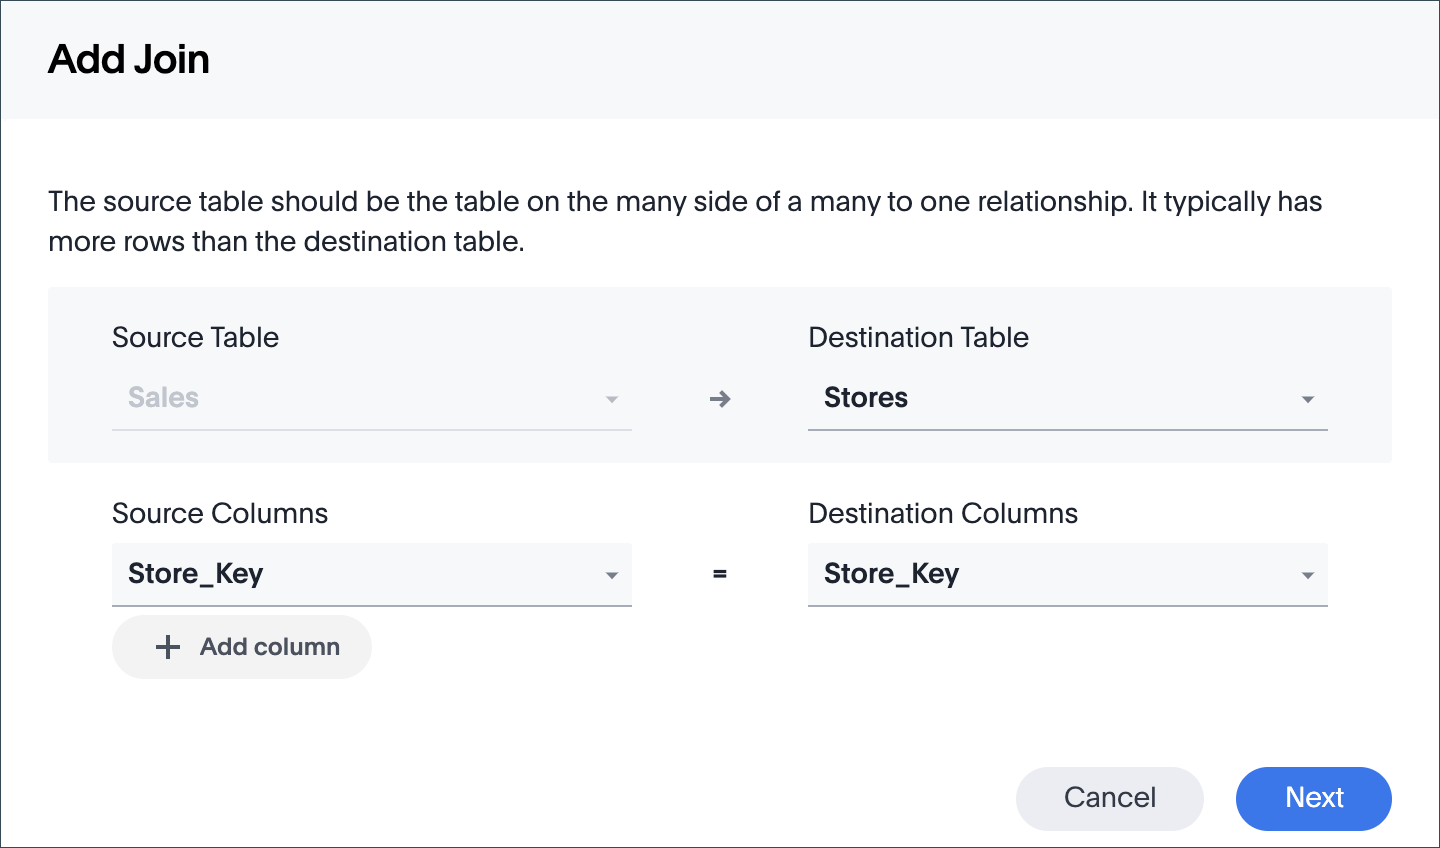 Add Join
The source table should be the table on the many side of a many to one relationship. It typically has
more rows than the destination table.
Source Table
Destination Table
Sales
→
Stores
Source Columns
Destination Columns
Store_Key
=
Store_Key
+ Add column
Cancel
Next